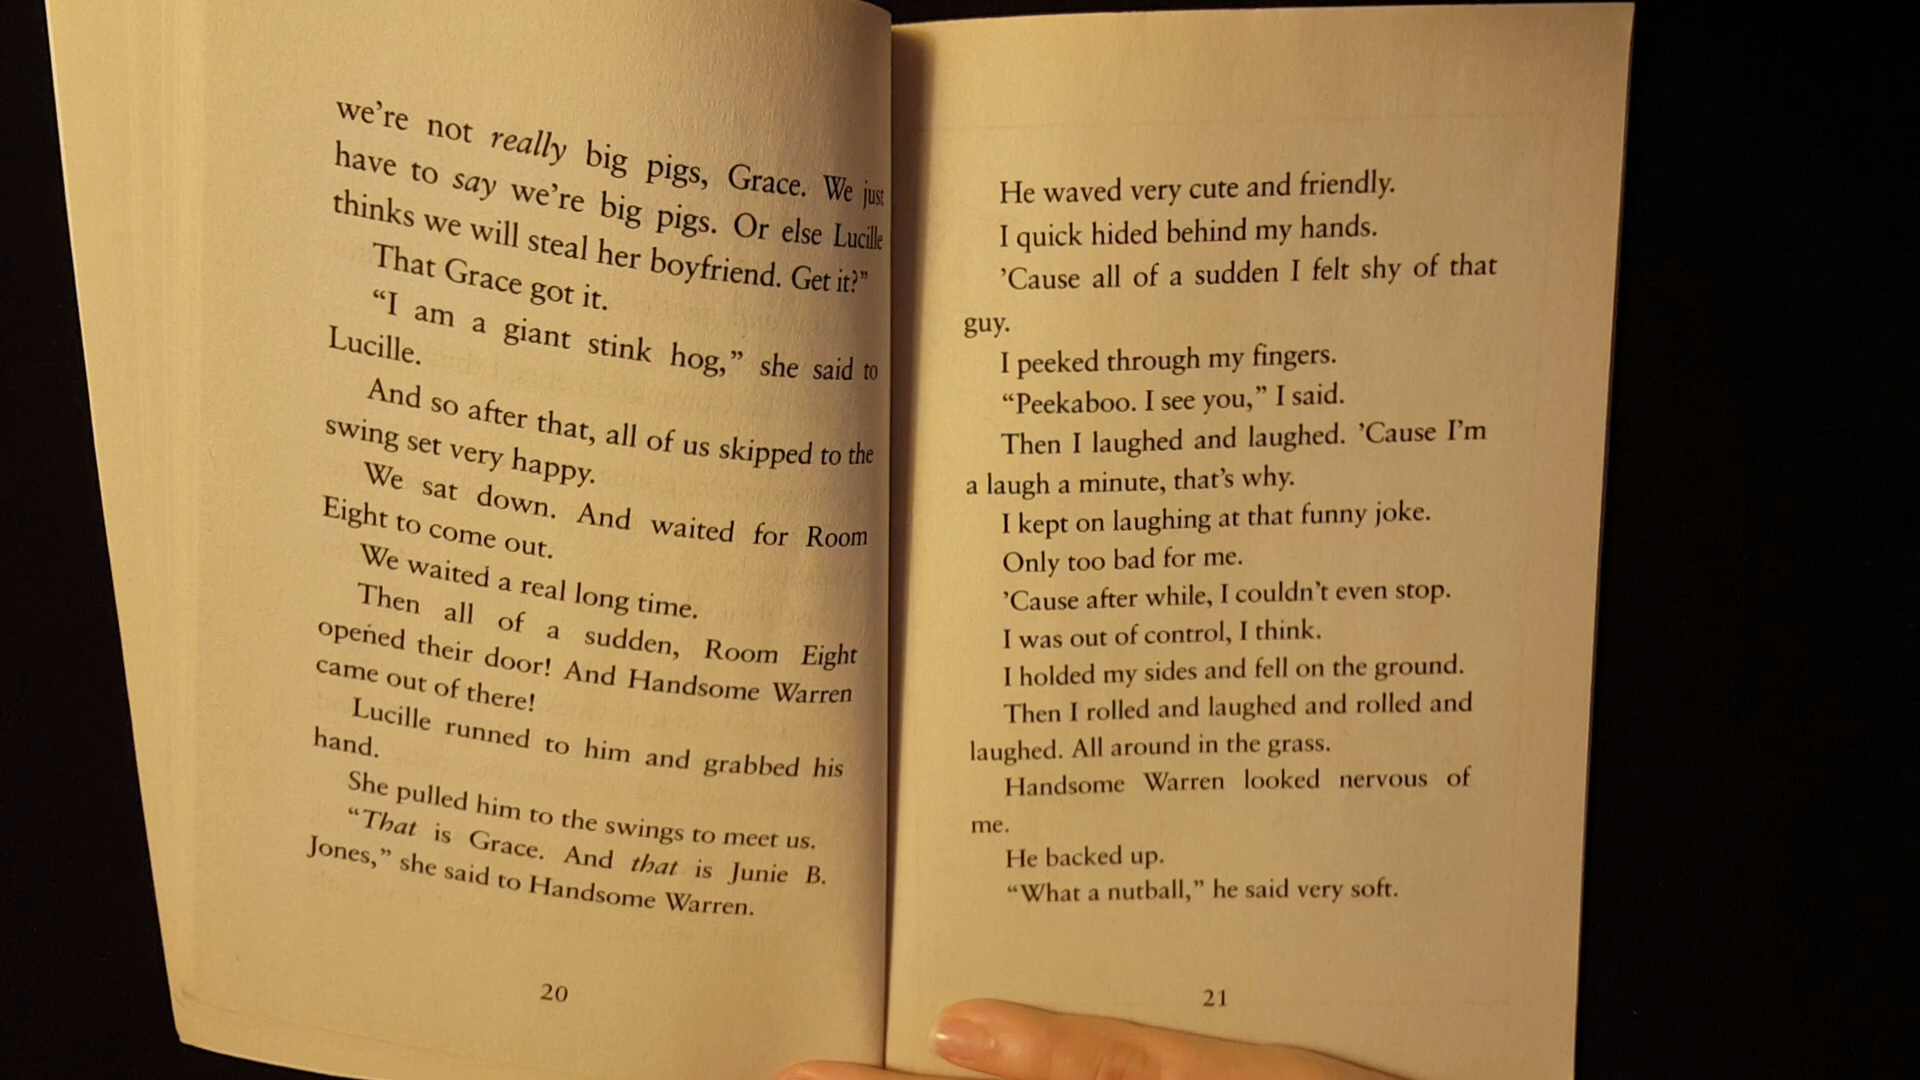 we're not really big pigs, Grace. We just
have to say we're big pigs. Or else Lucille
thinks we will steal her boyfriend. Get it?”
That Grace got it.
“I am a giant stink hog,” she said to
Lucille.
And so after that, all of us skipped to the
swing set very happy.
We sat down. And waited for Room
Eight to come out.
We waited a real long time.
Then all of a sudden, Room Eight
opened their door! And Handsome Warren
came out of there!
Lucille runned to him and grabbed his
hand.
She pulled him to the swings to meet us.
“That is Grace. And that is Junie B.
Jones,” she said to Handsome Warren.
20
He waved very cute and friendly.
I quick hided behind my hands.
’Cause all of a sudden I felt shy of that
guy.
I peeked through my fingers.
“Peekaboo. I see you,” I said.
Then I laughed and laughed. ’Cause I’m
a laugh a minute, that’s why.
I kept on laughing at that funny joke.
Only too bad for me.
’Cause after while, I couldn’t even stop.
I was out of control, I think.
I holded my sides and fell on the ground.
Then I rolled and laughed and rolled and
laughed. All around in the grass.
Handsome Warren looked nervous of
me.
He backed up.
“What a nutball,” he said very soft.
21